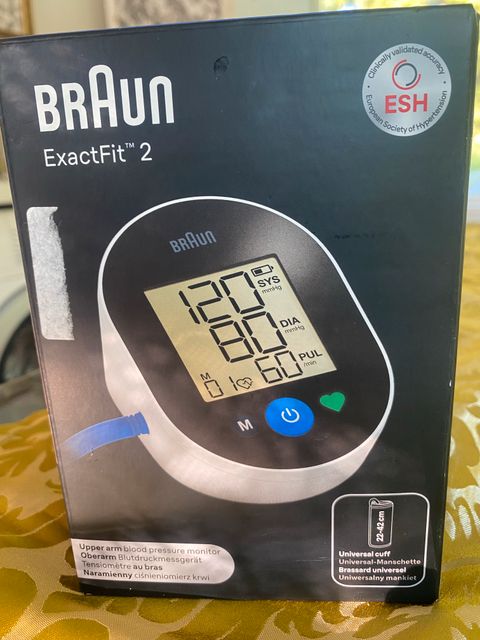 BRAUN
ExactFit™ 2
Clinically validated accuracy
ESH
European Society of Hypertension
BRAUN
120 SYS mmHg
80 DIA mmHg
60 PUL /min
M
01
M
22-42 cm
Upper arm blood pressure monitor
Oberarm Blutdruckmessgerät
Tensiomètre au bras
Naramienny ciśnieniomierz krwi
Universal cuff
Universal-Manschette
Brassard universel
Uniwersalny mankiet